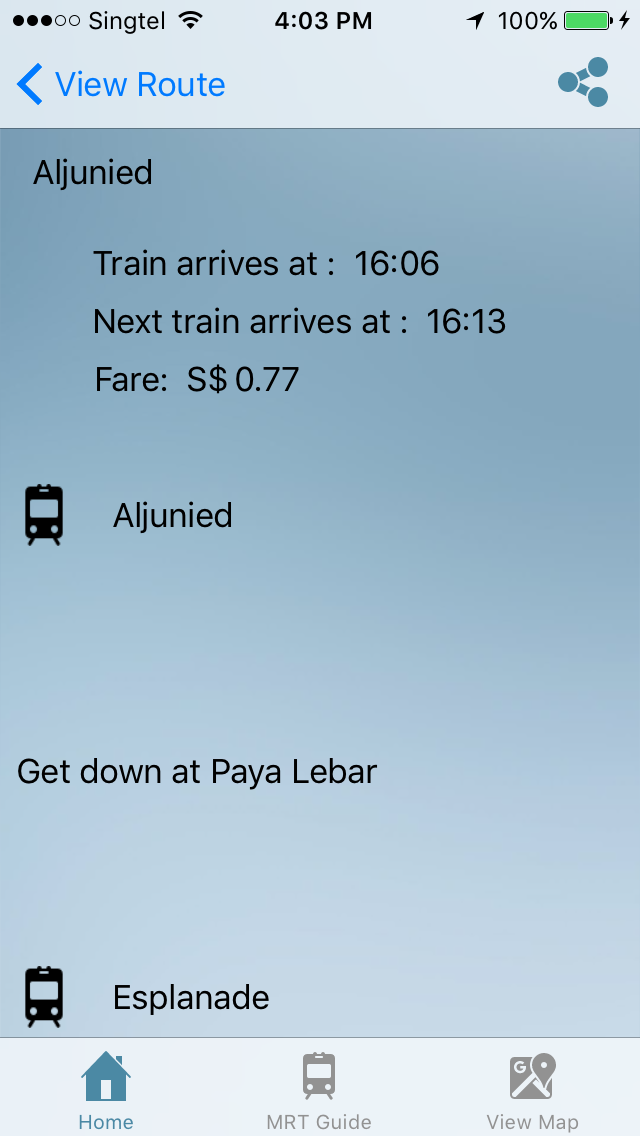 Singtel 4:03 PM 100%
View Route
Aljunied
Train arrives at : 16:06
Next train arrives at : 16:13
Fare: S$ 0.77
Aljunied
Get down at Paya Lebar
Esplanade
G
Home MRT Guide View Map